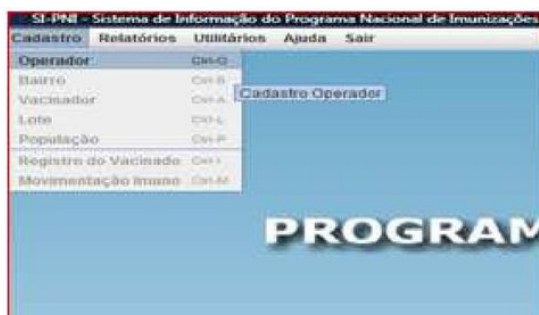 SI-PNI - Sistema de Informação do Programa Nacional de Imunizações
Cadastro Relatórios Utilitários Ajuda Sair
Operador Ctrl-O
Bairro Ctrl-B
Vacinador Ctrl-A
Cadastro Operador
Lote Ctrl-L
População Ctrl-P
Registro do Vacinado Ctrl-I
Movimentação Imuno Ctrl-M
PROGRAM